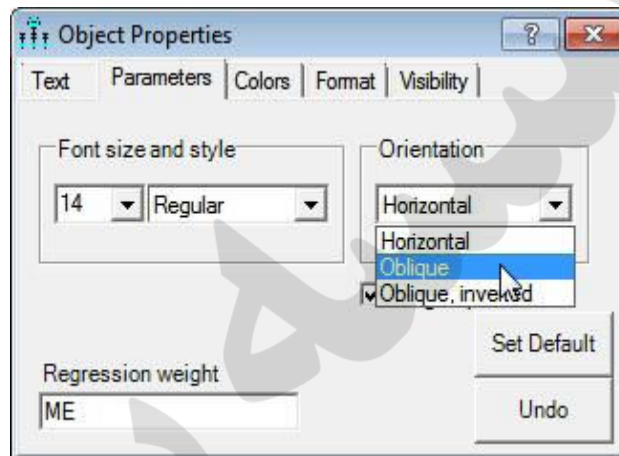 Object Properties
Text Parameters Colors Format Visibility
Font size and style
Orientation
14 Regular
Horizontal
Horizontal
Oblique
Oblique, inverted
Set Default
Regression weight
ME
Undo